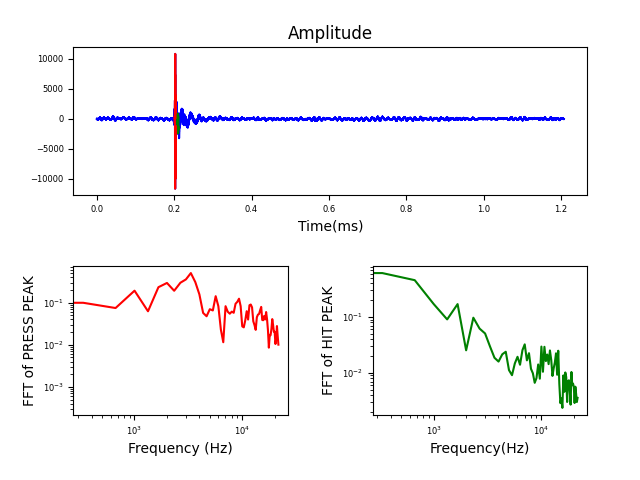 Amplitude
10000
5000
0
−5000
−10000
0.0 0.2 0.4 0.6 0.8 1.0 1.2
Time(ms)
FFT of PRESS PEAK
10⁻¹
10⁻²
10⁻³
10³ 10⁴
Frequency (Hz)
FFT of HIT PEAK
10⁻¹
10⁻²
10³ 10⁴
Frequency(Hz)